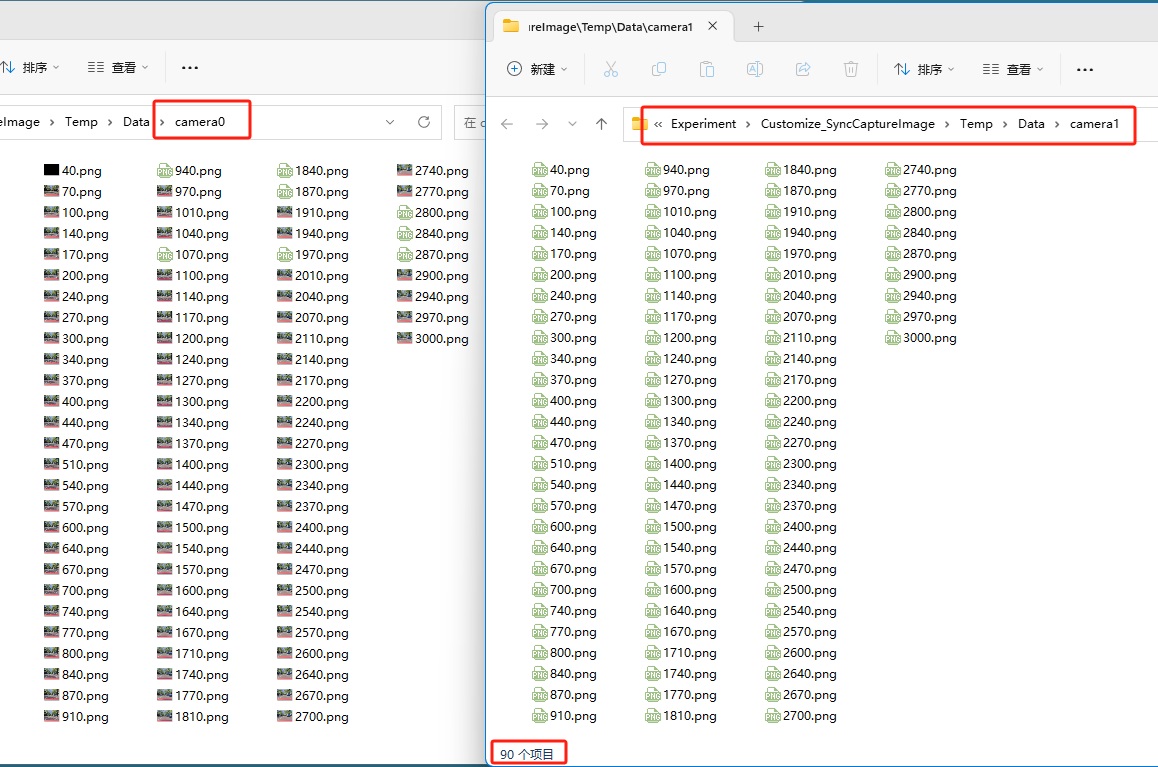 排序 查看 ...
eImage > Temp > Data > camera0
在 c
40.png 940.png 1840.png 2740.png
70.png 970.png 1870.png 2770.png
100.png 1010.png 1910.png 2800.png
140.png 1040.png 1940.png 2840.png
170.png 1070.png 1970.png 2870.png
200.png 1100.png 2010.png 2900.png
240.png 1140.png 2040.png 2940.png
270.png 1170.png 2070.png 2970.png
300.png 1200.png 2110.png 3000.png
340.png 1240.png 2140.png
370.png 1270.png 2170.png
400.png 1300.png 2200.png
440.png 1340.png 2240.png
470.png 1370.png 2270.png
510.png 1400.png 2300.png
540.png 1440.png 2340.png
570.png 1470.png 2370.png
600.png 1500.png 2400.png
640.png 1540.png 2440.png
670.png 1570.png 2470.png
700.png 1600.png 2500.png
740.png 1640.png 2540.png
770.png 1670.png 2570.png
800.png 1710.png 2600.png
840.png 1740.png 2640.png
870.png 1770.png 2670.png
910.png 1810.png 2700.png
ireImage\Temp\Data\camera1
新建 排序 查看 ...
« Experiment > Customize_SyncCaptureImage > Temp > Data > camera1
40.png 940.png 1840.png 2740.png
70.png 970.png 1870.png 2770.png
100.png 1010.png 1910.png 2800.png
140.png 1040.png 1940.png 2840.png
170.png 1070.png 1970.png 2870.png
200.png 1100.png 2010.png 2900.png
240.png 1140.png 2040.png 2940.png
270.png 1170.png 2070.png 2970.png
300.png 1200.png 2110.png 3000.png
340.png 1240.png 2140.png
370.png 1270.png 2170.png
400.png 1300.png 2200.png
440.png 1340.png 2240.png
470.png 1370.png 2270.png
510.png 1400.png 2300.png
540.png 1440.png 2340.png
570.png 1470.png 2370.png
600.png 1500.png 2400.png
640.png 1540.png 2440.png
670.png 1570.png 2470.png
700.png 1600.png 2500.png
740.png 1640.png 2540.png
770.png 1670.png 2570.png
800.png 1710.png 2600.png
840.png 1740.png 2640.png
870.png 1770.png 2670.png
910.png 1810.png 2700.png
90 个项目